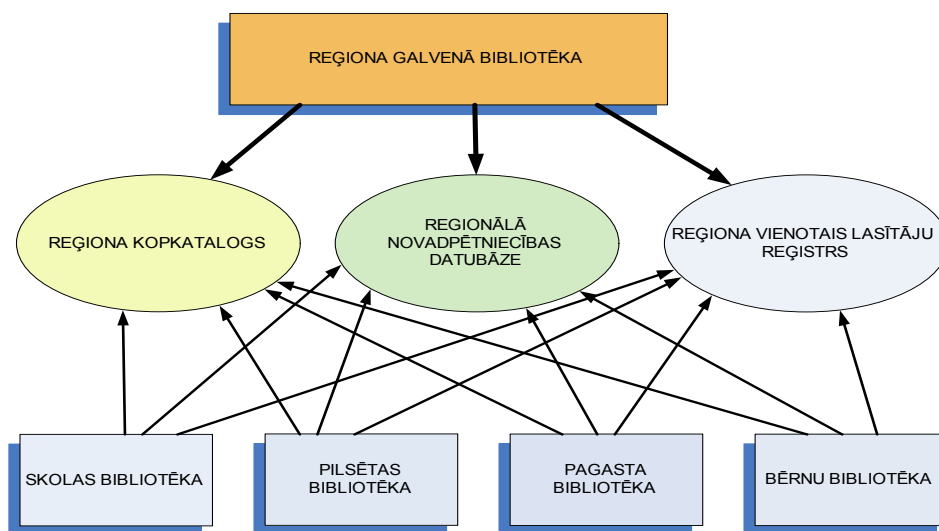 REĢIONA GALVENĀ BIBLIOTĒKA
REĢIONA KOPKATALOGS
REGIONĀLĀ
NOVADPĒTNIECĪBAS
DATUBĀZE
REĢIONA VIENOTAIS LASĪTĀJU
REĢISTRS
SKOLAS BIBLIOTĒKA
PILSĒTAS
BIBLIOTĒKA
PAGASTA
BIBLIOTĒKA
BĒRNU BIBLIOTĒKA